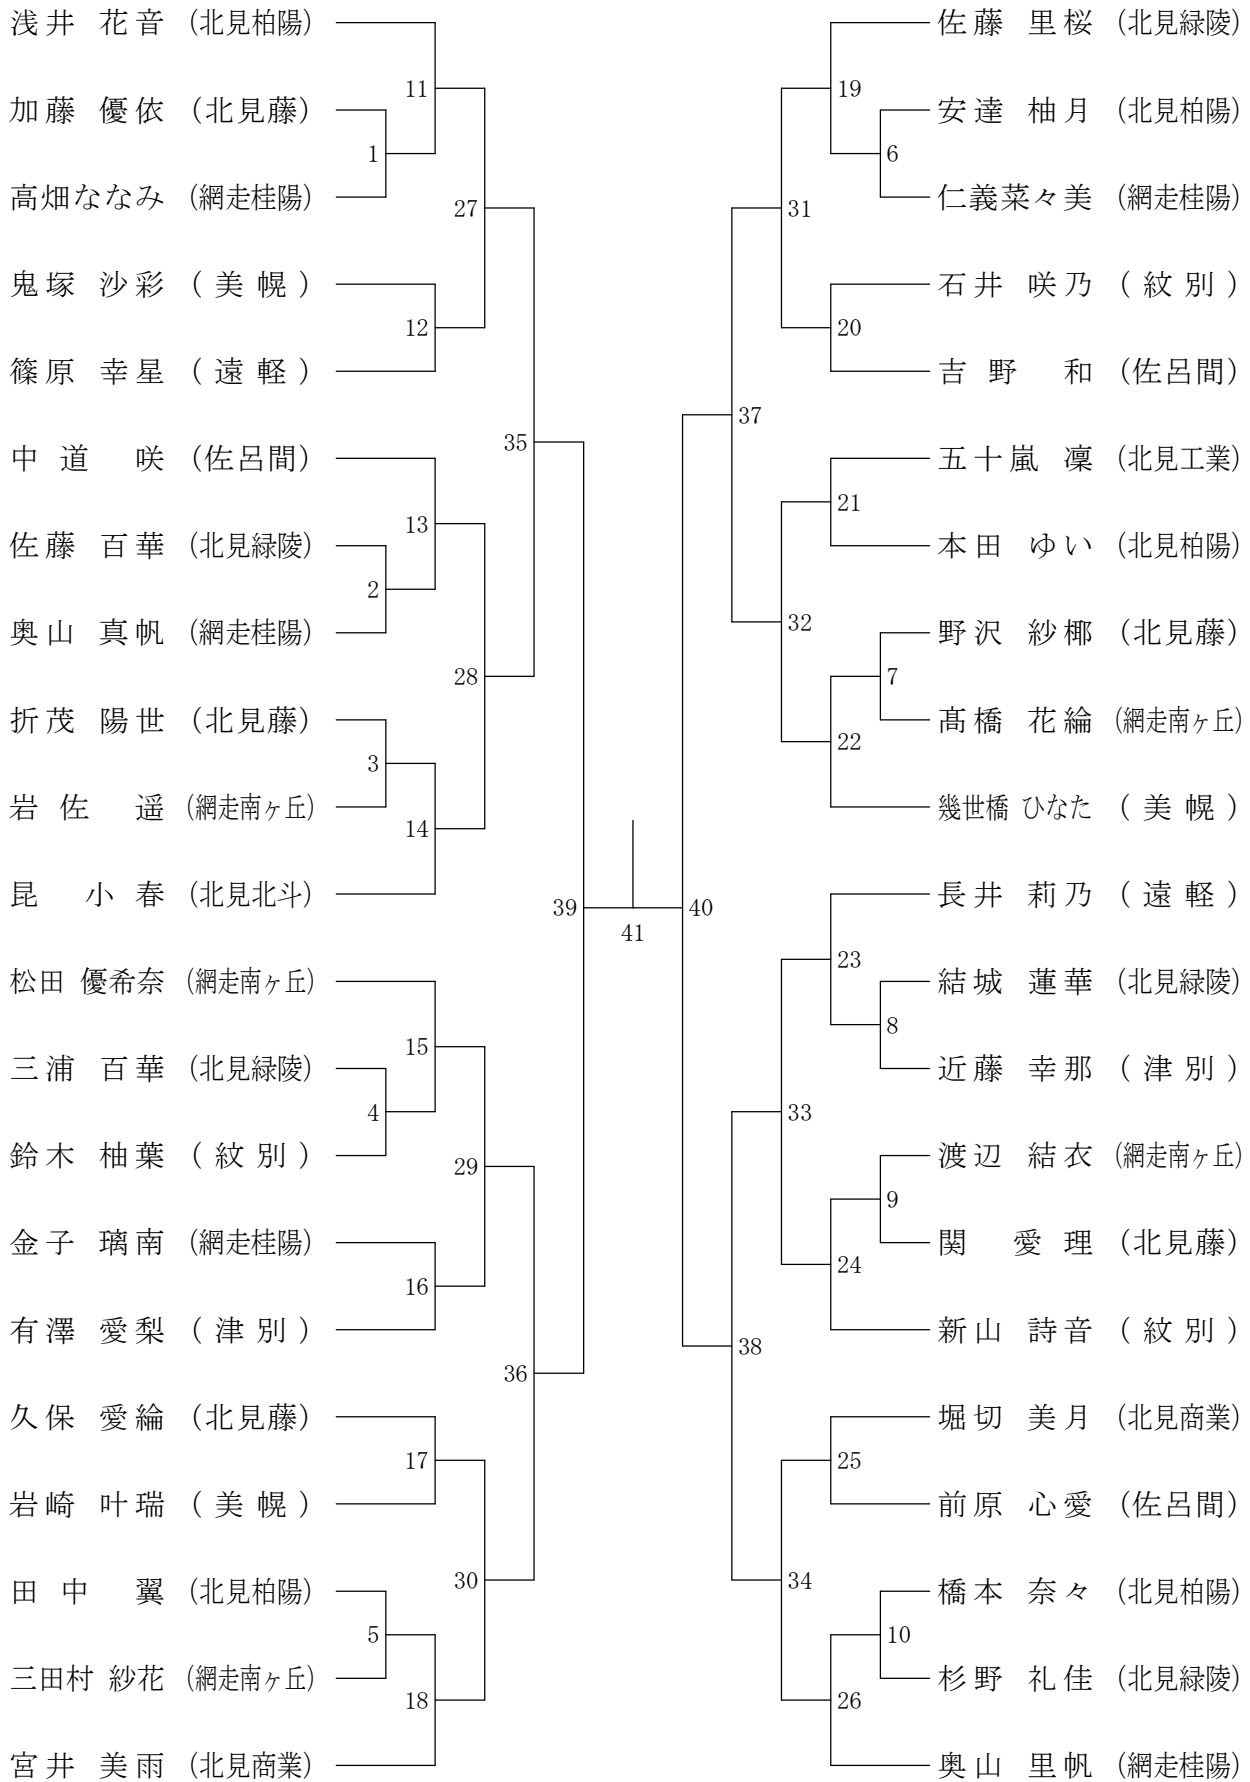 浅井 花音 (北見柏陽)
加藤 優依 (北見藤)
高畑ななみ (網走桂陽)
鬼塚 沙彩 (美幌)
篠原 幸星 (遠軽)
中道 咲 (佐呂間)
佐藤 百華 (北見緑陵)
奥山 真帆 (網走桂陽)
折茂 陽世 (北見藤)
岩佐 遥 (網走南ヶ丘)
昆 小春 (北見北斗)
松田 優希奈 (網走南ヶ丘)
三浦 百華 (北見緑陵)
鈴木 柚葉 (紋別)
金子 璃南 (網走桂陽)
有澤 愛梨 (津別)
久保 愛綸 (北見藤)
岩崎 叶瑞 (美幌)
田中 翼 (北見柏陽)
三田村 紗花 (網走南ヶ丘)
宮井 美雨 (北見商業)
1
2
3
4
5
11
12
13
14
15
16
17
18
27
28
29
30
35
36
39
41
40
37
38
31
32
33
34
19
20
21
22
23
24
25
26
6
7
8
9
10
佐藤 里桜 (北見緑陵)
安達 柚月 (北見柏陽)
仁義菜々美 (網走桂陽)
石井 咲乃 (紋別)
吉野 和 (佐呂間)
五十嵐 凜 (北見工業)
本田 ゆい (北見柏陽)
野沢 紗椰 (北見藤)
髙橋 花綸 (網走南ヶ丘)
幾世橋 ひなた (美幌)
長井 莉乃 (遠軽)
結城 蓮華 (北見緑陵)
近藤 幸那 (津別)
渡辺 結衣 (網走南ヶ丘)
関 愛理 (北見藤)
新山 詩音 (紋別)
堀切 美月 (北見商業)
前原 心愛 (佐呂間)
橋本 奈々 (北見柏陽)
杉野 礼佳 (北見緑陵)
奥山 里帆 (網走桂陽)